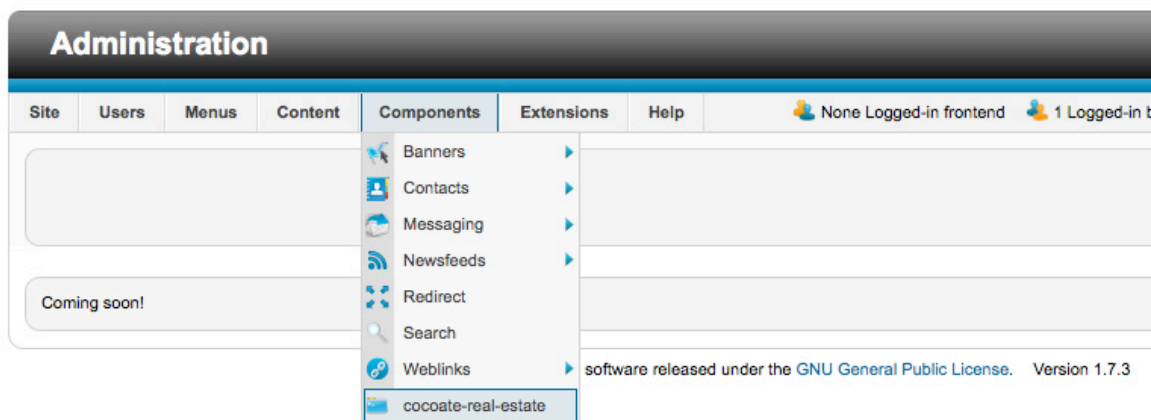 Administration
Site Users Menus Content Components Extensions Help None Logged-in frontend 1 Logged-in b
Banners
Contacts
Messaging
Newsfeeds
Redirect
Coming soon!
Search
Weblinks
software released under the GNU General Public License. Version 1.7.3
cocoate-real-estate